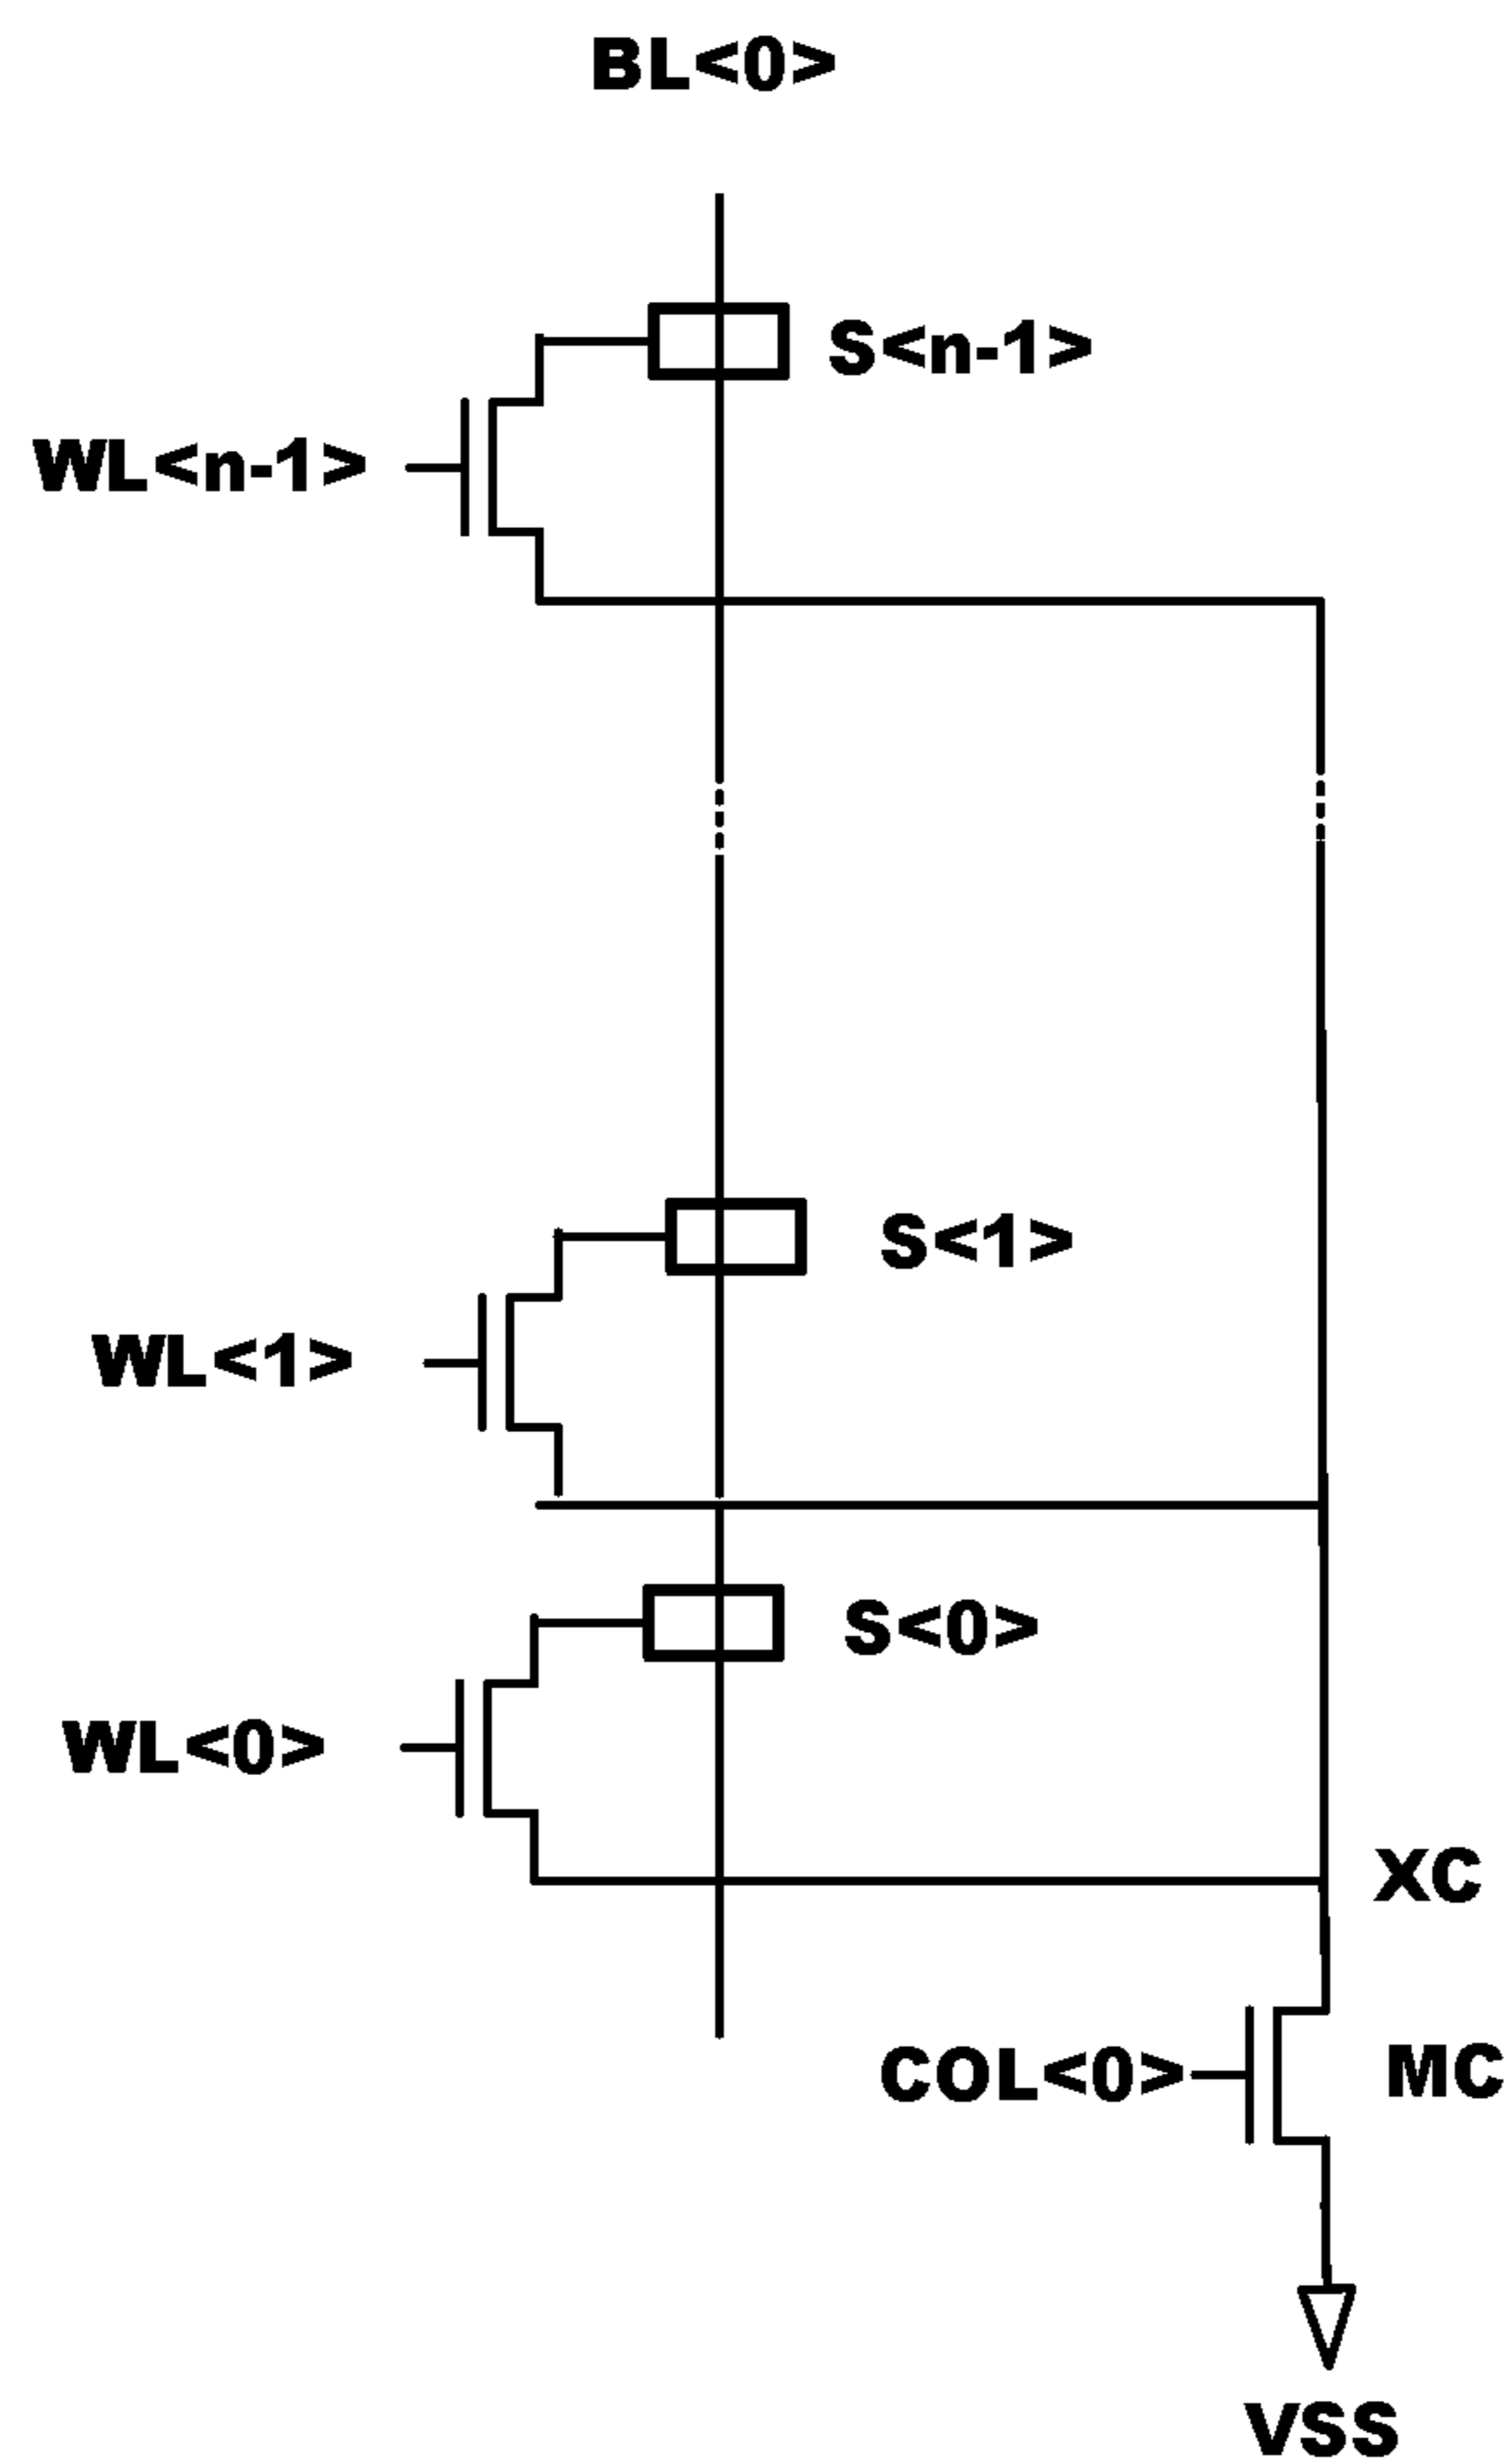 BL<0>
S<n-1>
WL<n-1>
S<1>
WL<1>
S<0>
WL<0>
XC
COL<0>
MC
VSS